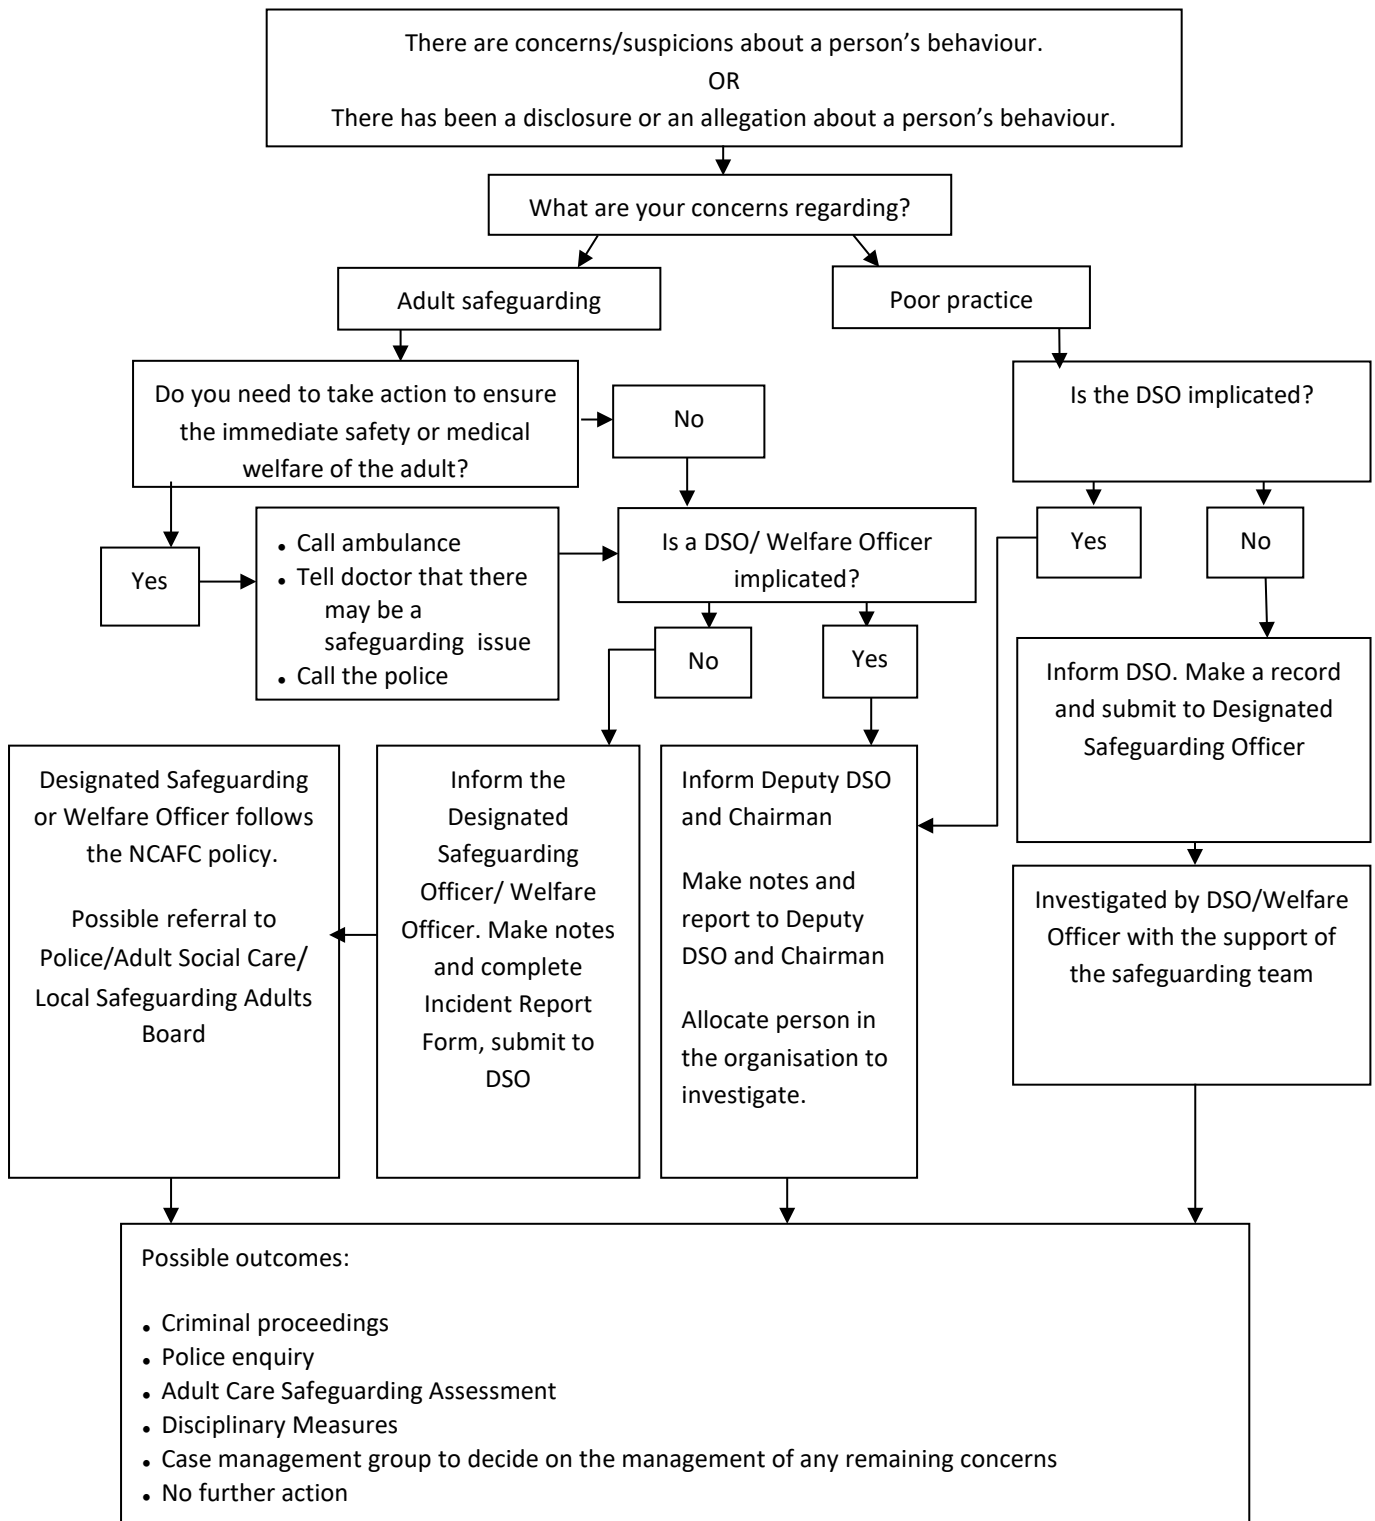 There are concerns/suspicions about a person’s behaviour.
OR
There has been a disclosure or an allegation about a person’s behaviour.
What are your concerns regarding?
Adult safeguarding
Poor practice
Do you need to take action to ensure
the immediate safety or medical
welfare of the adult?
No
Is the DSO implicated?
Yes
• Call ambulance
• Tell doctor that there
may be a
safeguarding issue
• Call the police
Is a DSO/ Welfare Officer
implicated?
Yes
No
No
Yes
Inform DSO. Make a record
and submit to Designated
Safeguarding Officer
Designated Safeguarding
or Welfare Officer follows
the NCAFC policy.
Possible referral to
Police/Adult Social Care/
Local Safeguarding Adults
Board
Inform the
Designated
Safeguarding
Officer/ Welfare
Officer. Make notes
and complete
Incident Report
Form, submit to
DSO
Inform Deputy DSO
and Chairman
Make notes and
report to Deputy
DSO and Chairman
Allocate person in
the organisation to
investigate.
Investigated by DSO/Welfare
Officer with the support of
the safeguarding team
Possible outcomes:
• Criminal proceedings
• Police enquiry
• Adult Care Safeguarding Assessment
• Disciplinary Measures
• Case management group to decide on the management of any remaining concerns
• No further action